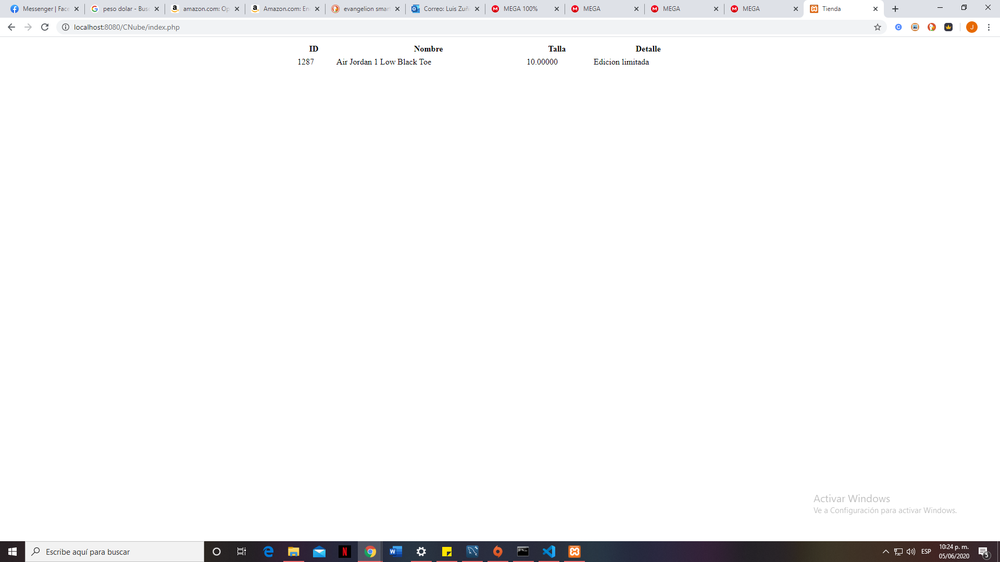 Messenger | Face
peso dolar - Bus
amazon.com: Op
Amazon.com: En
evangelion smar
Correo: Luis Zuñi
MEGA 100%
MEGA
MEGA
MEGA
Tienda
localhost:8080/CNube/index.php
J
ID Nombre Talla Detalle
1287 Air Jordan 1 Low Black Toe 10.00000 Edicion limitada
Activar Windows
Ve a Configuración para activar Windows.
Escribe aquí para buscar
ESP
10:24 p. m.
05/06/2020
5